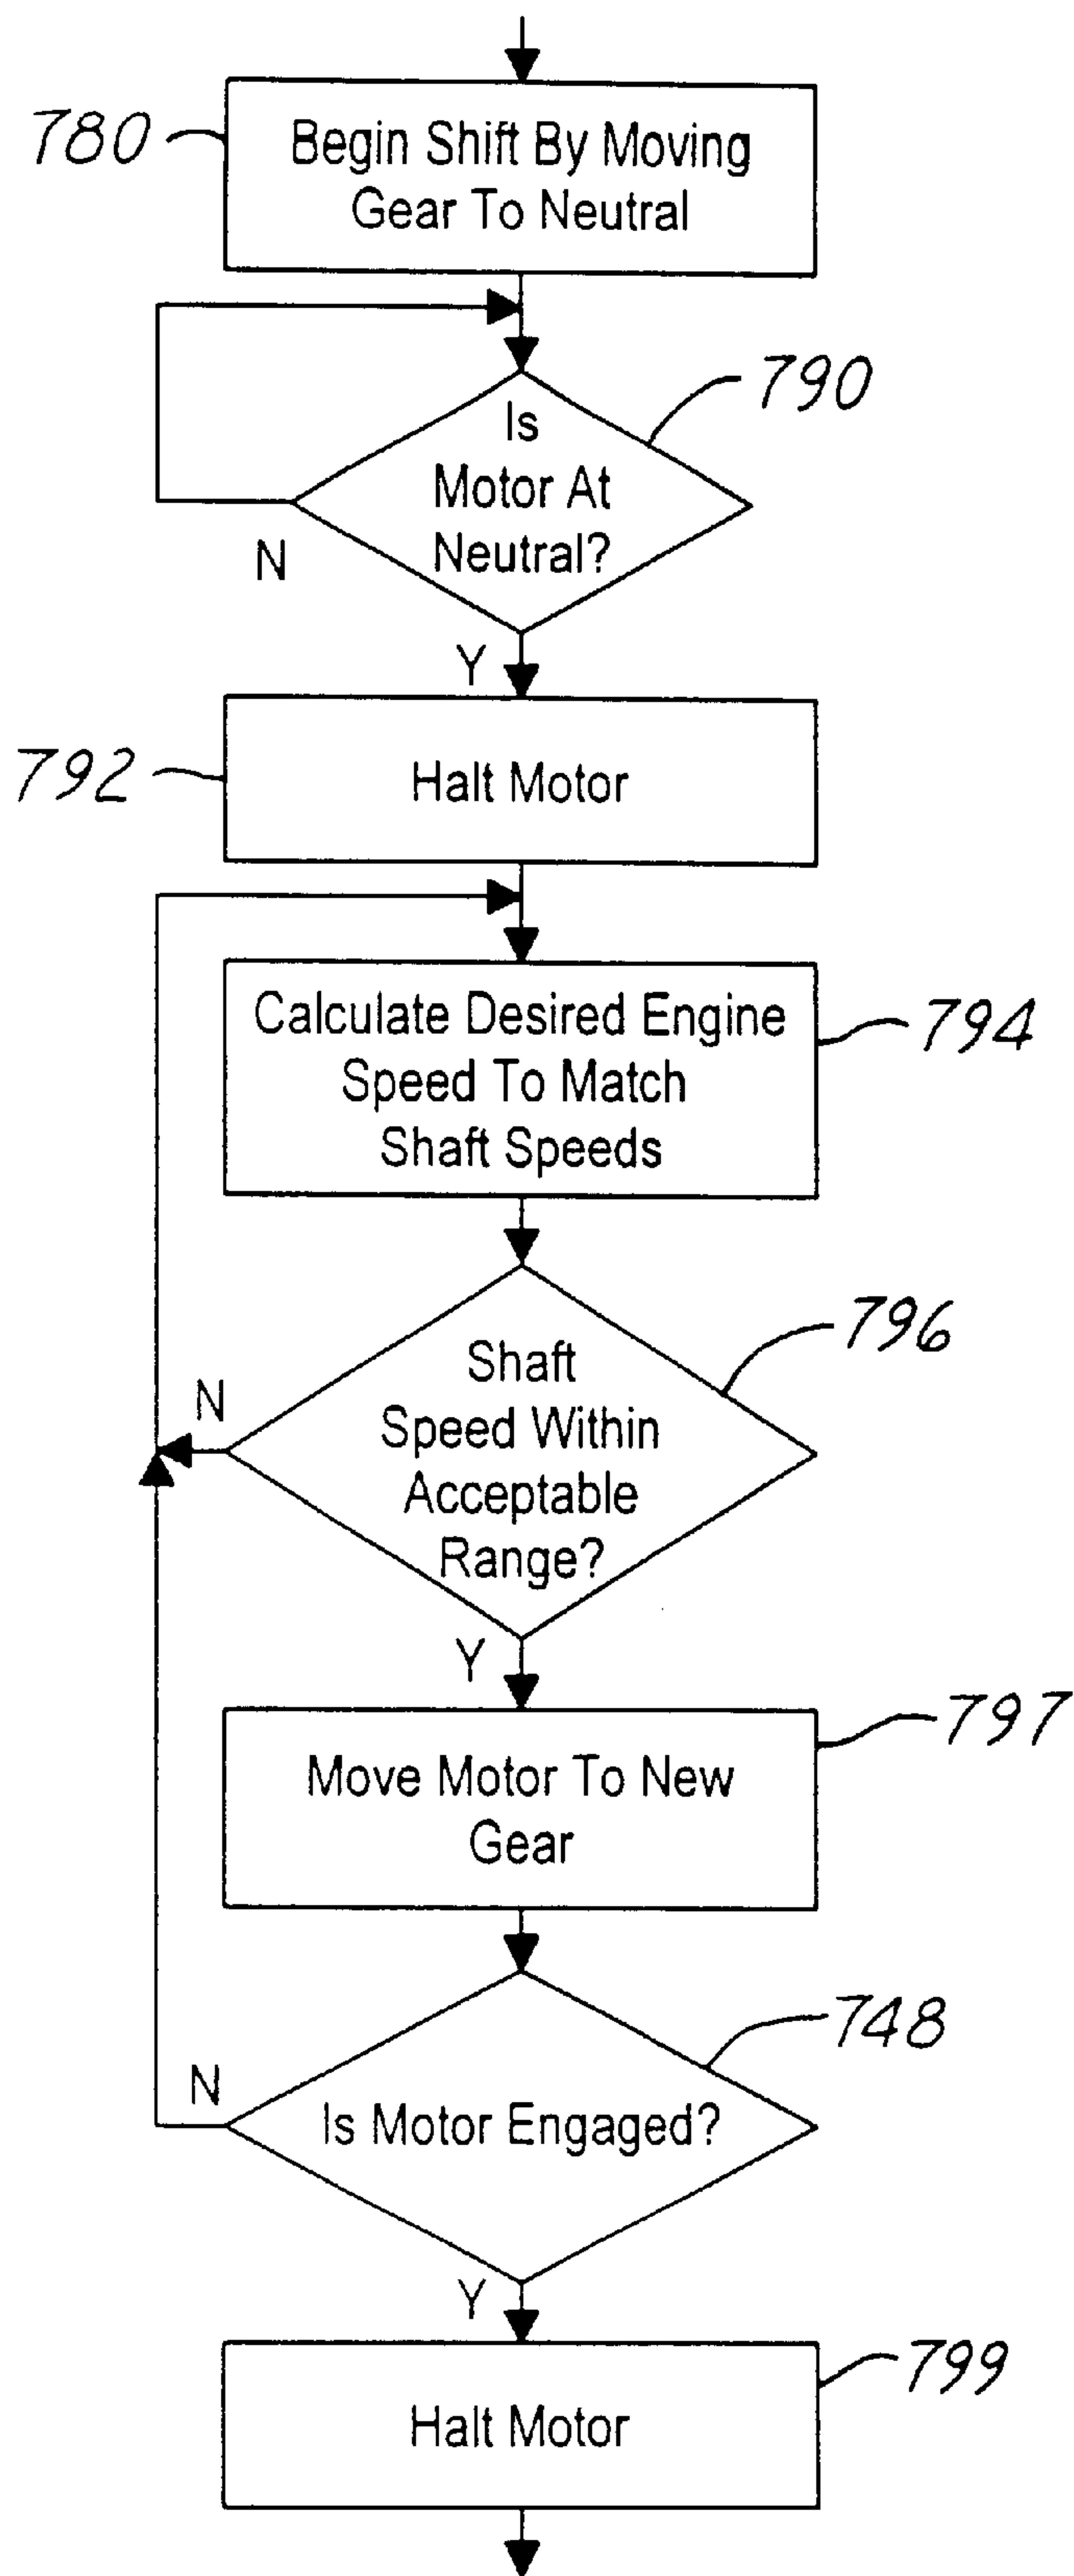 780
Begin Shift By Moving
Gear To Neutral
790
Is
Motor At
Neutral?
N
Y
792
Halt Motor
Calculate Desired Engine
Speed To Match
Shaft Speeds
794
796
Shaft
Speed Within
Acceptable
Range?
N
Y
797
Move Motor To New
Gear
748
N
Is Motor Engaged?
Y
799
Halt Motor